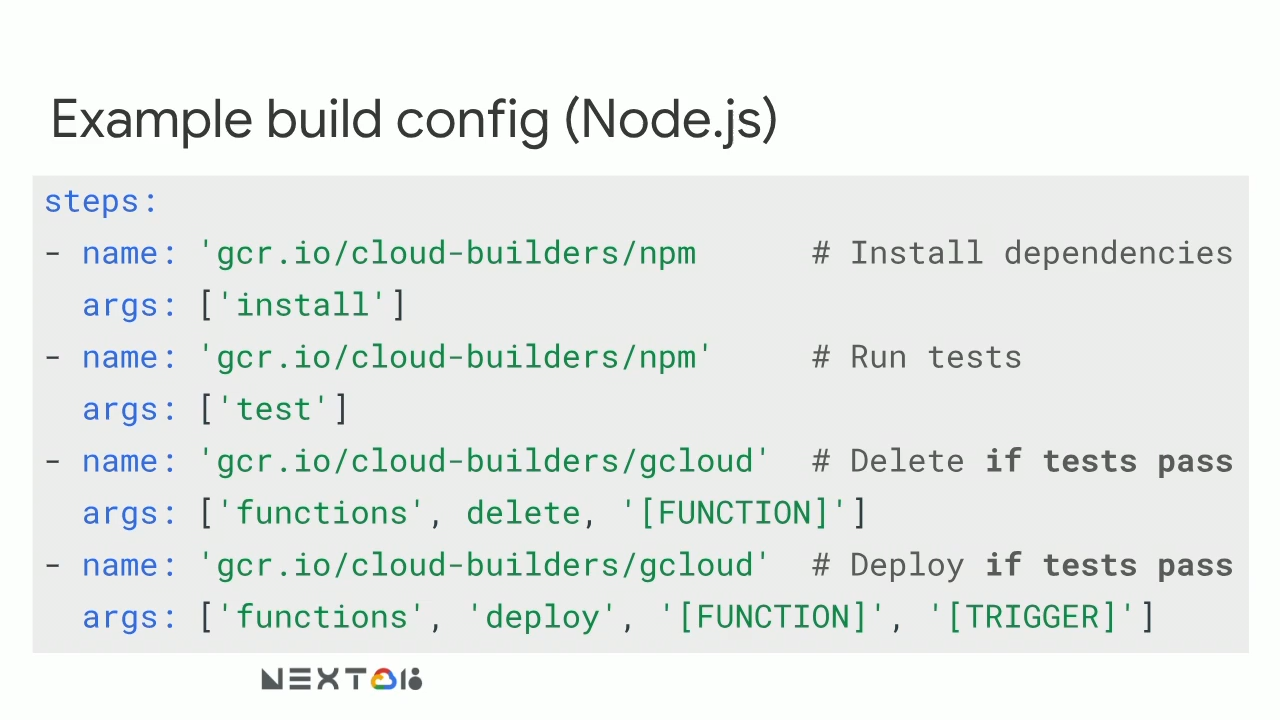 Example build config (Node.js)
steps:
- name: 'gcr.io/cloud-builders/npm # Install dependencies
args: ['install']
- name: 'gcr.io/cloud-builders/npm' # Run tests
args: ['test']
- name: 'gcr.io/cloud-builders/gcloud' # Delete if tests pass
args: ['functions', delete, '[FUNCTION]']
- name: 'gcr.io/cloud-builders/gcloud' # Deploy if tests pass
args: ['functions', 'deploy', '[FUNCTION]', '[TRIGGER]']
NEXT 18